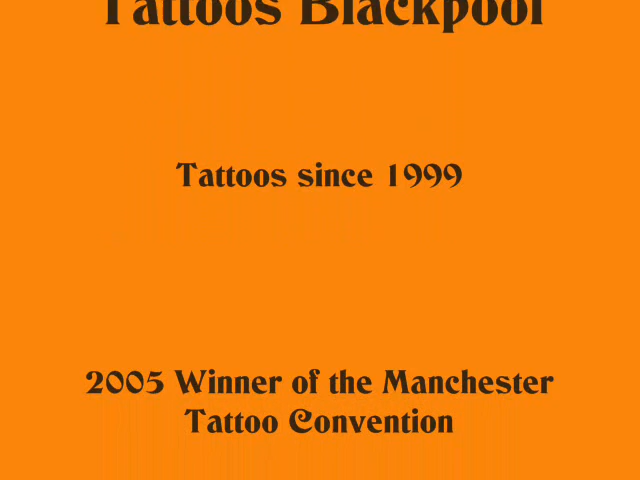 Tattoos Blackpool
Tattoos since 1999
2005 Winner of the Manchester
Tattoo Convention